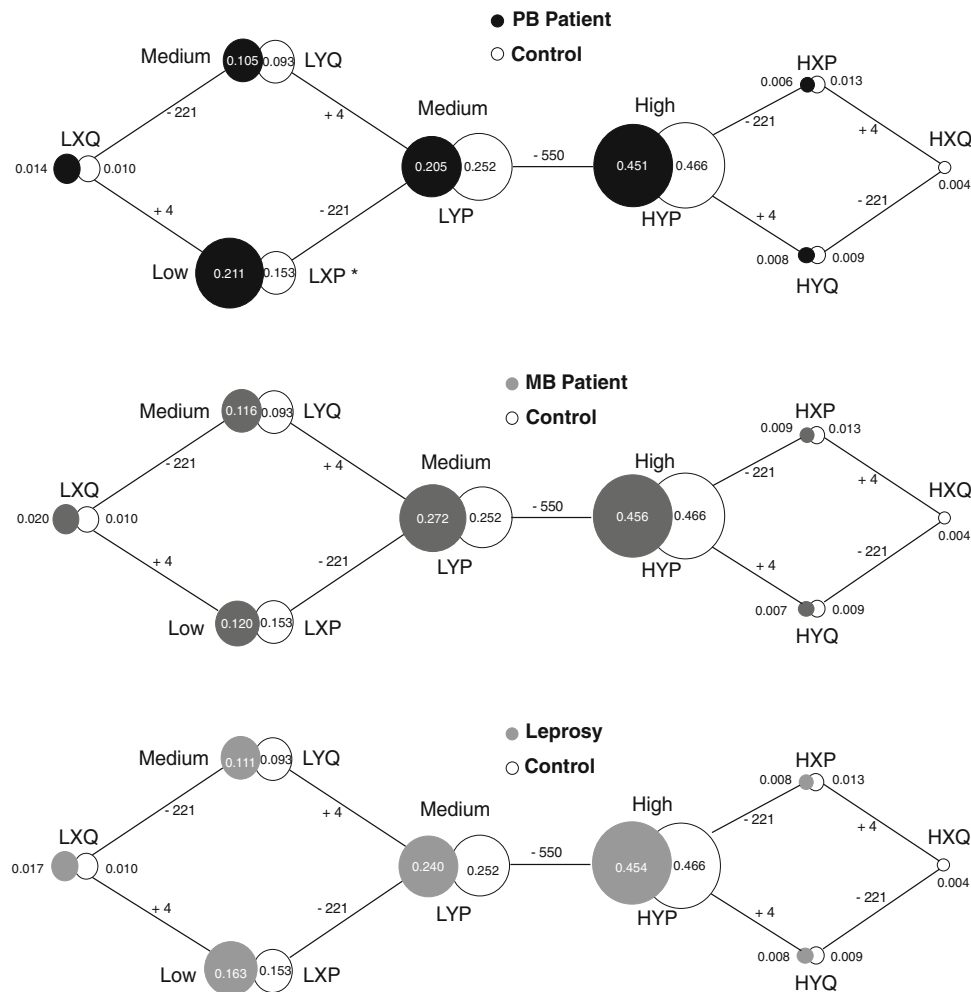 PB Patient
Control
Medium 0.105 0.093 LYQ
HXP
0.006 0.013
Medium
High
- 221 + 4
- 221 + 4
LXQ
- 550
HXQ
0.014 0.010
0.205 0.252
0.451 0.466
0.004
+ 4 - 221
LYP
HYP
+ 4 - 221
Low 0.211 0.153 LXP *
0.008 0.009
HYQ
MB Patient
Control
Medium 0.116 0.093 LYQ
HXP
0.009 0.013
Medium
High
- 221 + 4
- 221 + 4
LXQ
- 550
HXQ
0.020 0.010
0.272 0.252
0.456 0.466
0.004
+ 4 - 221
LYP
HYP
+ 4 - 221
Low 0.120 0.153 LXP
0.007 0.009
HYQ
Leprosy
Control
Medium 0.111 0.093 LYQ
HXP
0.008 0.013
Medium
High
- 221 + 4
- 221 + 4
LXQ
- 550
HXQ
0.017 0.010
0.240 0.252
0.454 0.466
0.004
+ 4 - 221
LYP
HYP
+ 4 - 221
Low 0.163 0.153 LXP
0.008 0.009
HYQ